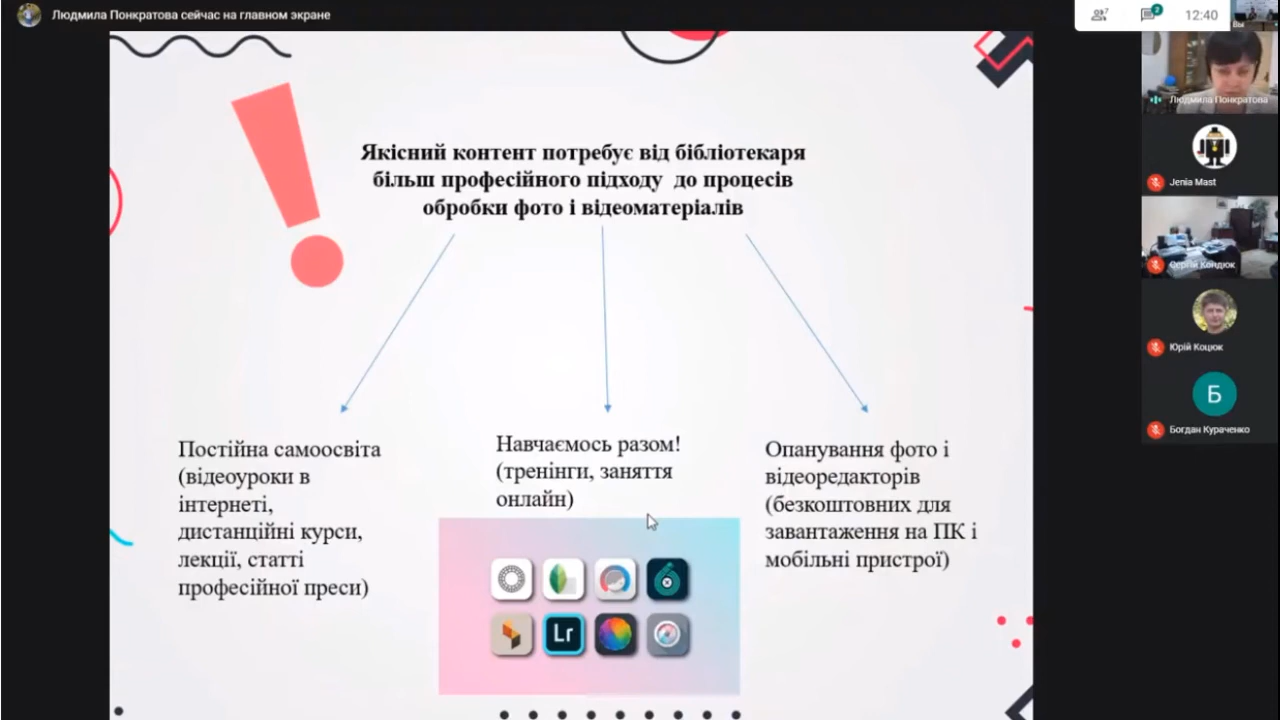 Людмила Понкратова сейчас на главном экране
7
2
12:40
Вы
Якісний контент потребує від бібліотекаря
більш професійного підходу до процесів
обробки фото і відеоматеріалів
Постійна самоосвіта
(відеоуроки в
інтернеті,
дистанційні курси,
лекції, статті
професійної преси)
Навчаємось разом!
(тренінги, заняття
онлайн)
Lr
Опанування фото і
відеоредакторів
(безкоштовних для
завантаження на ПК і
мобільні пристрої)
Людмила Понкратова
Jenia Mast
Сергій Кондюк
Юрій Коцюк
Б
Богдан Кураченко